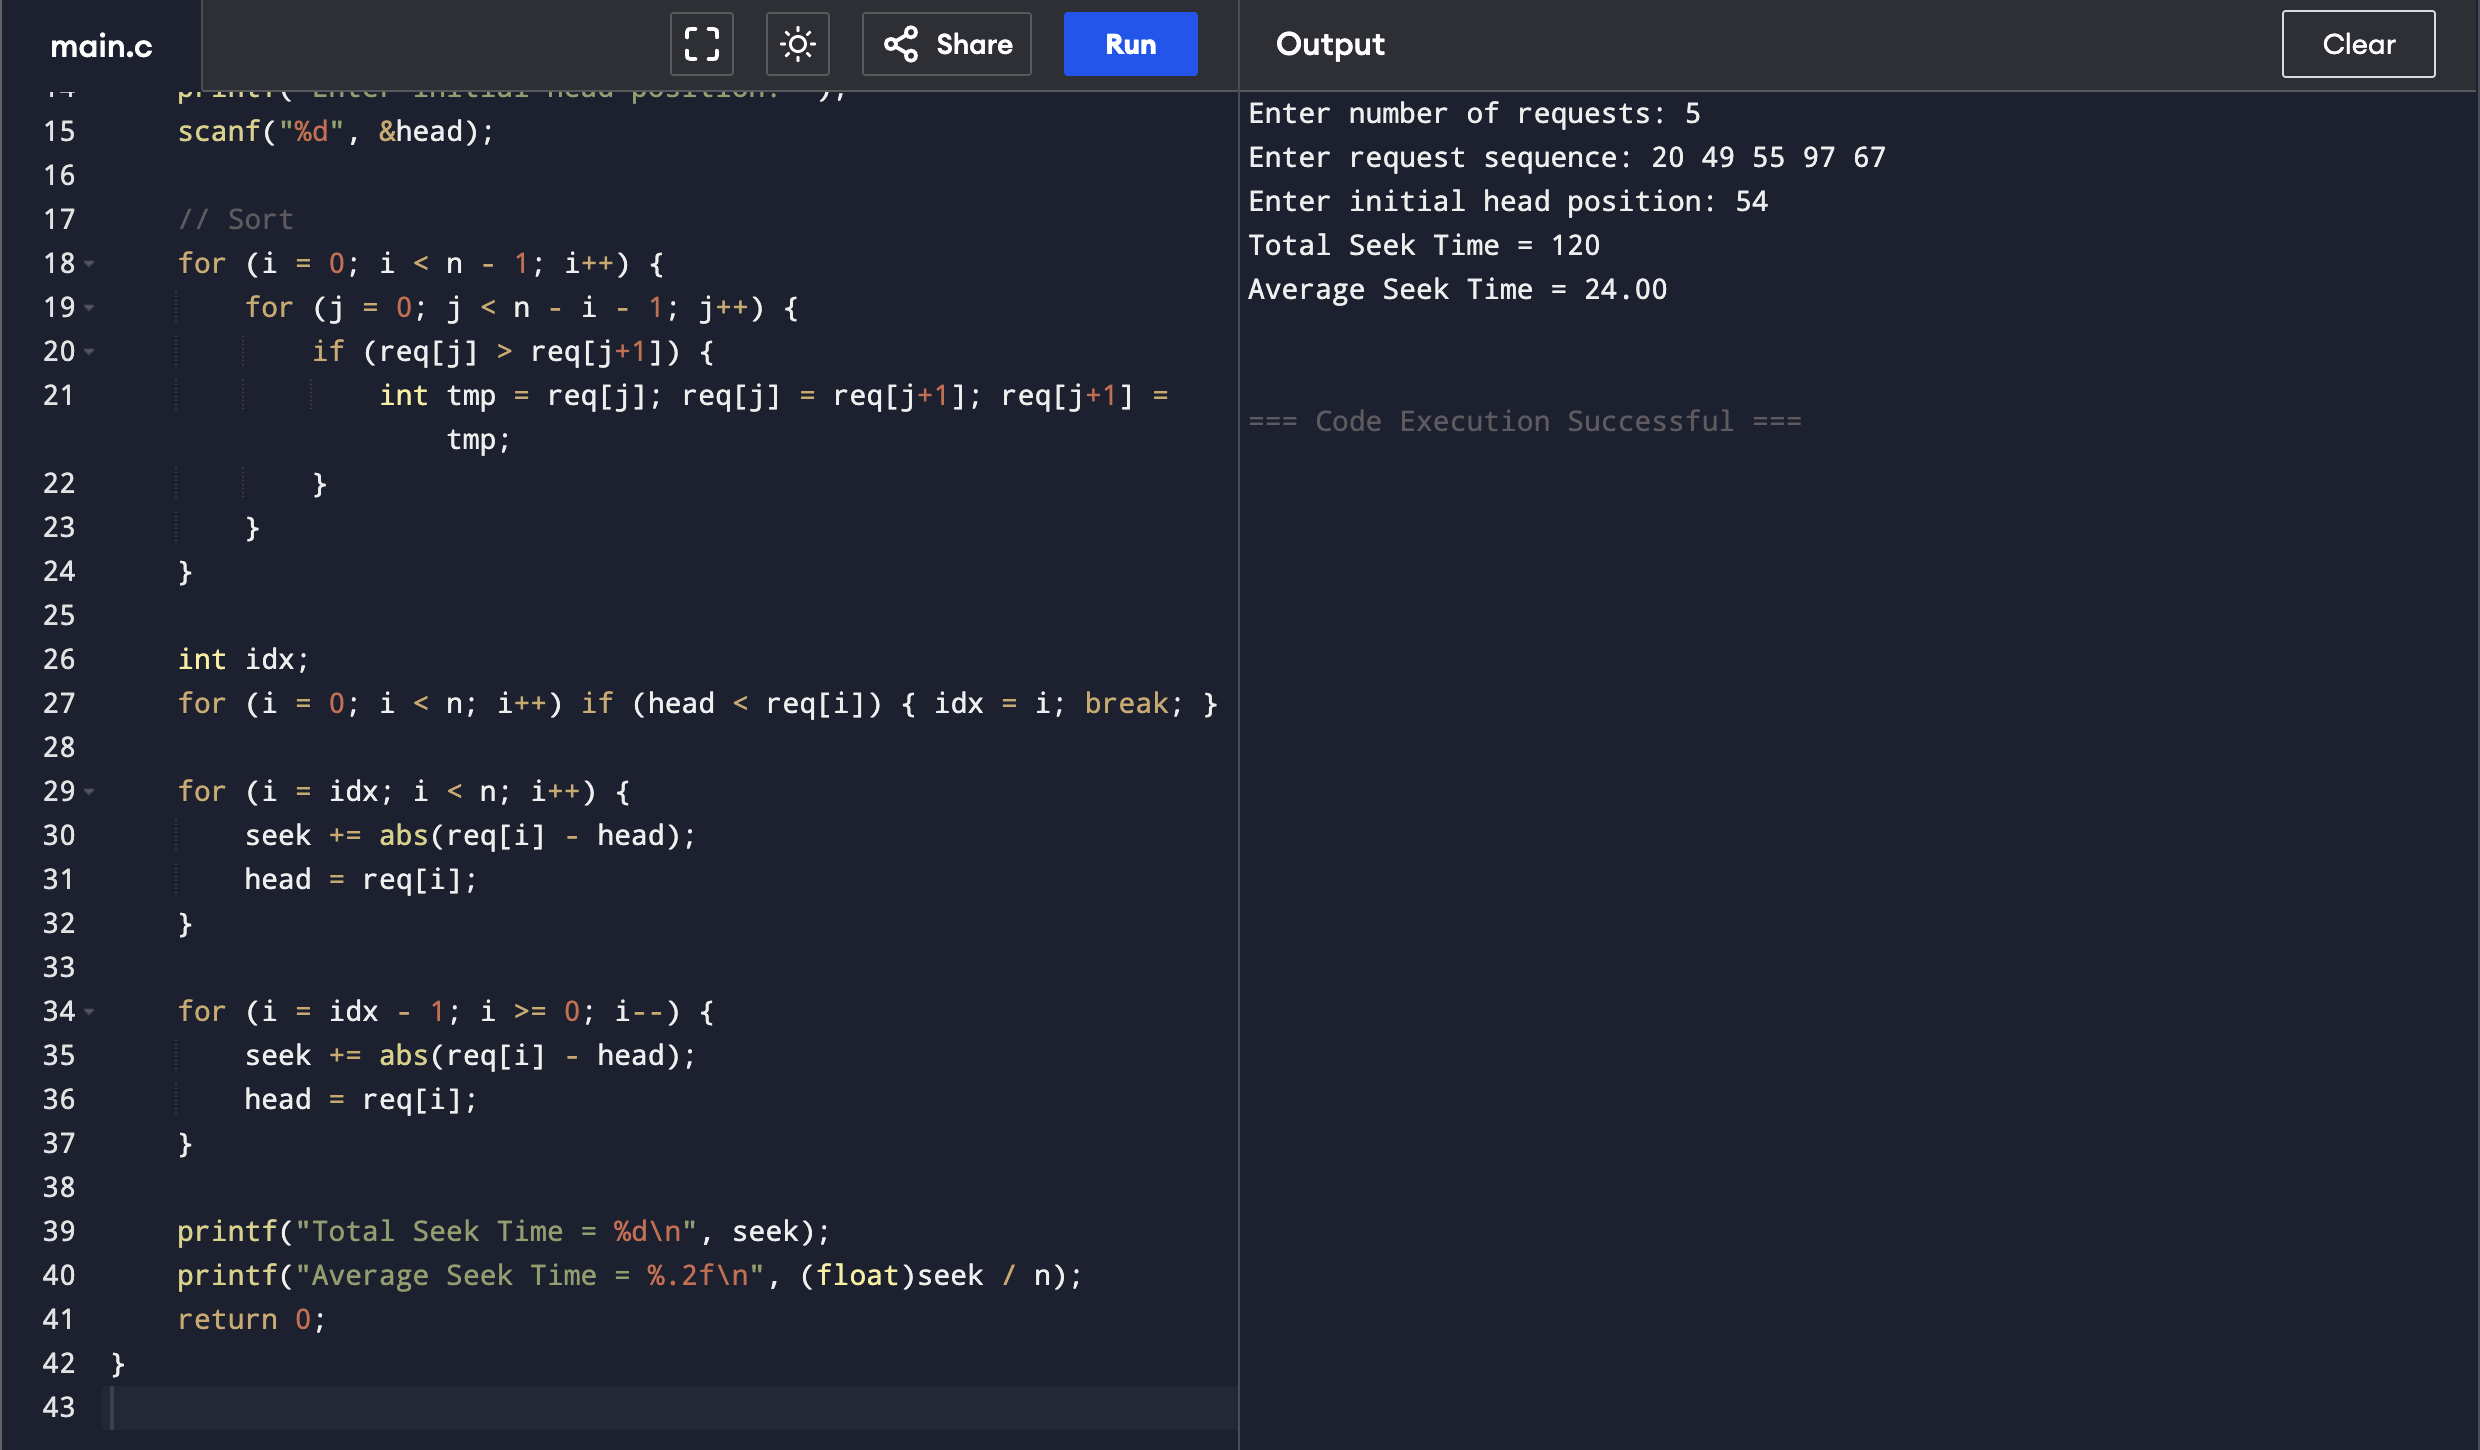 main.c
Share
Run
Output
Clear
14 printf("Enter initial head position: ");
15 scanf("%d", &head);
16
17 // Sort
18 for (i = 0; i < n - 1; i++) {
19 for (j = 0; j < n - i - 1; j++) {
20 if (req[j] > req[j+1]) {
21 int tmp = req[j]; req[j] = req[j+1]; req[j+1] =
tmp;
22 }
23 }
24 }
25
26 int idx;
27 for (i = 0; i < n; i++) if (head < req[i]) { idx = i; break; }
28
29 for (i = idx; i < n; i++) {
30 seek += abs(req[i] - head);
31 head = req[i];
32 }
33
34 for (i = idx - 1; i >= 0; i--) {
35 seek += abs(req[i] - head);
36 head = req[i];
37 }
38
39 printf("Total Seek Time = %d\n", seek);
40 printf("Average Seek Time = %.2f\n", (float)seek / n);
41 return 0;
42 }
43
Enter number of requests: 5
Enter request sequence: 20 49 55 97 67
Enter initial head position: 54
Total Seek Time = 120
Average Seek Time = 24.00
=== Code Execution Successful ===